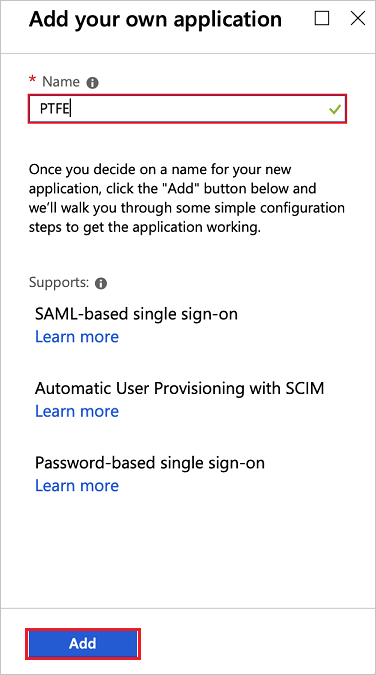 Add your own application
* Name
PTFE
Once you decide on a name for your new
application, click the "Add" button below and
we'll walk you through some simple configuration
steps to get the application working.
Supports:
SAML-based single sign-on
Learn more
Automatic User Provisioning with SCIM
Learn more
Password-based single sign-on
Learn more
Add